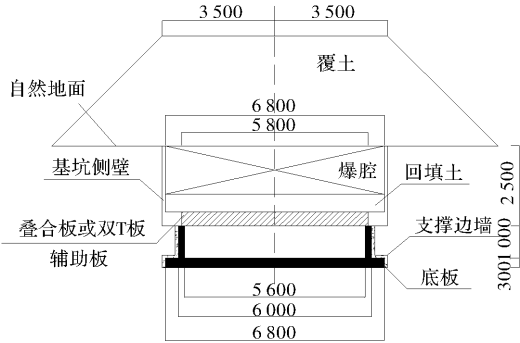 3 500 3 500
覆土
自然地面
6 800
5 800
基坑侧壁
爆腔
回填土
2 500
叠合板或双T板
辅助板
支撑边墙
1 000
300
底板
5 600
6 000
6 800